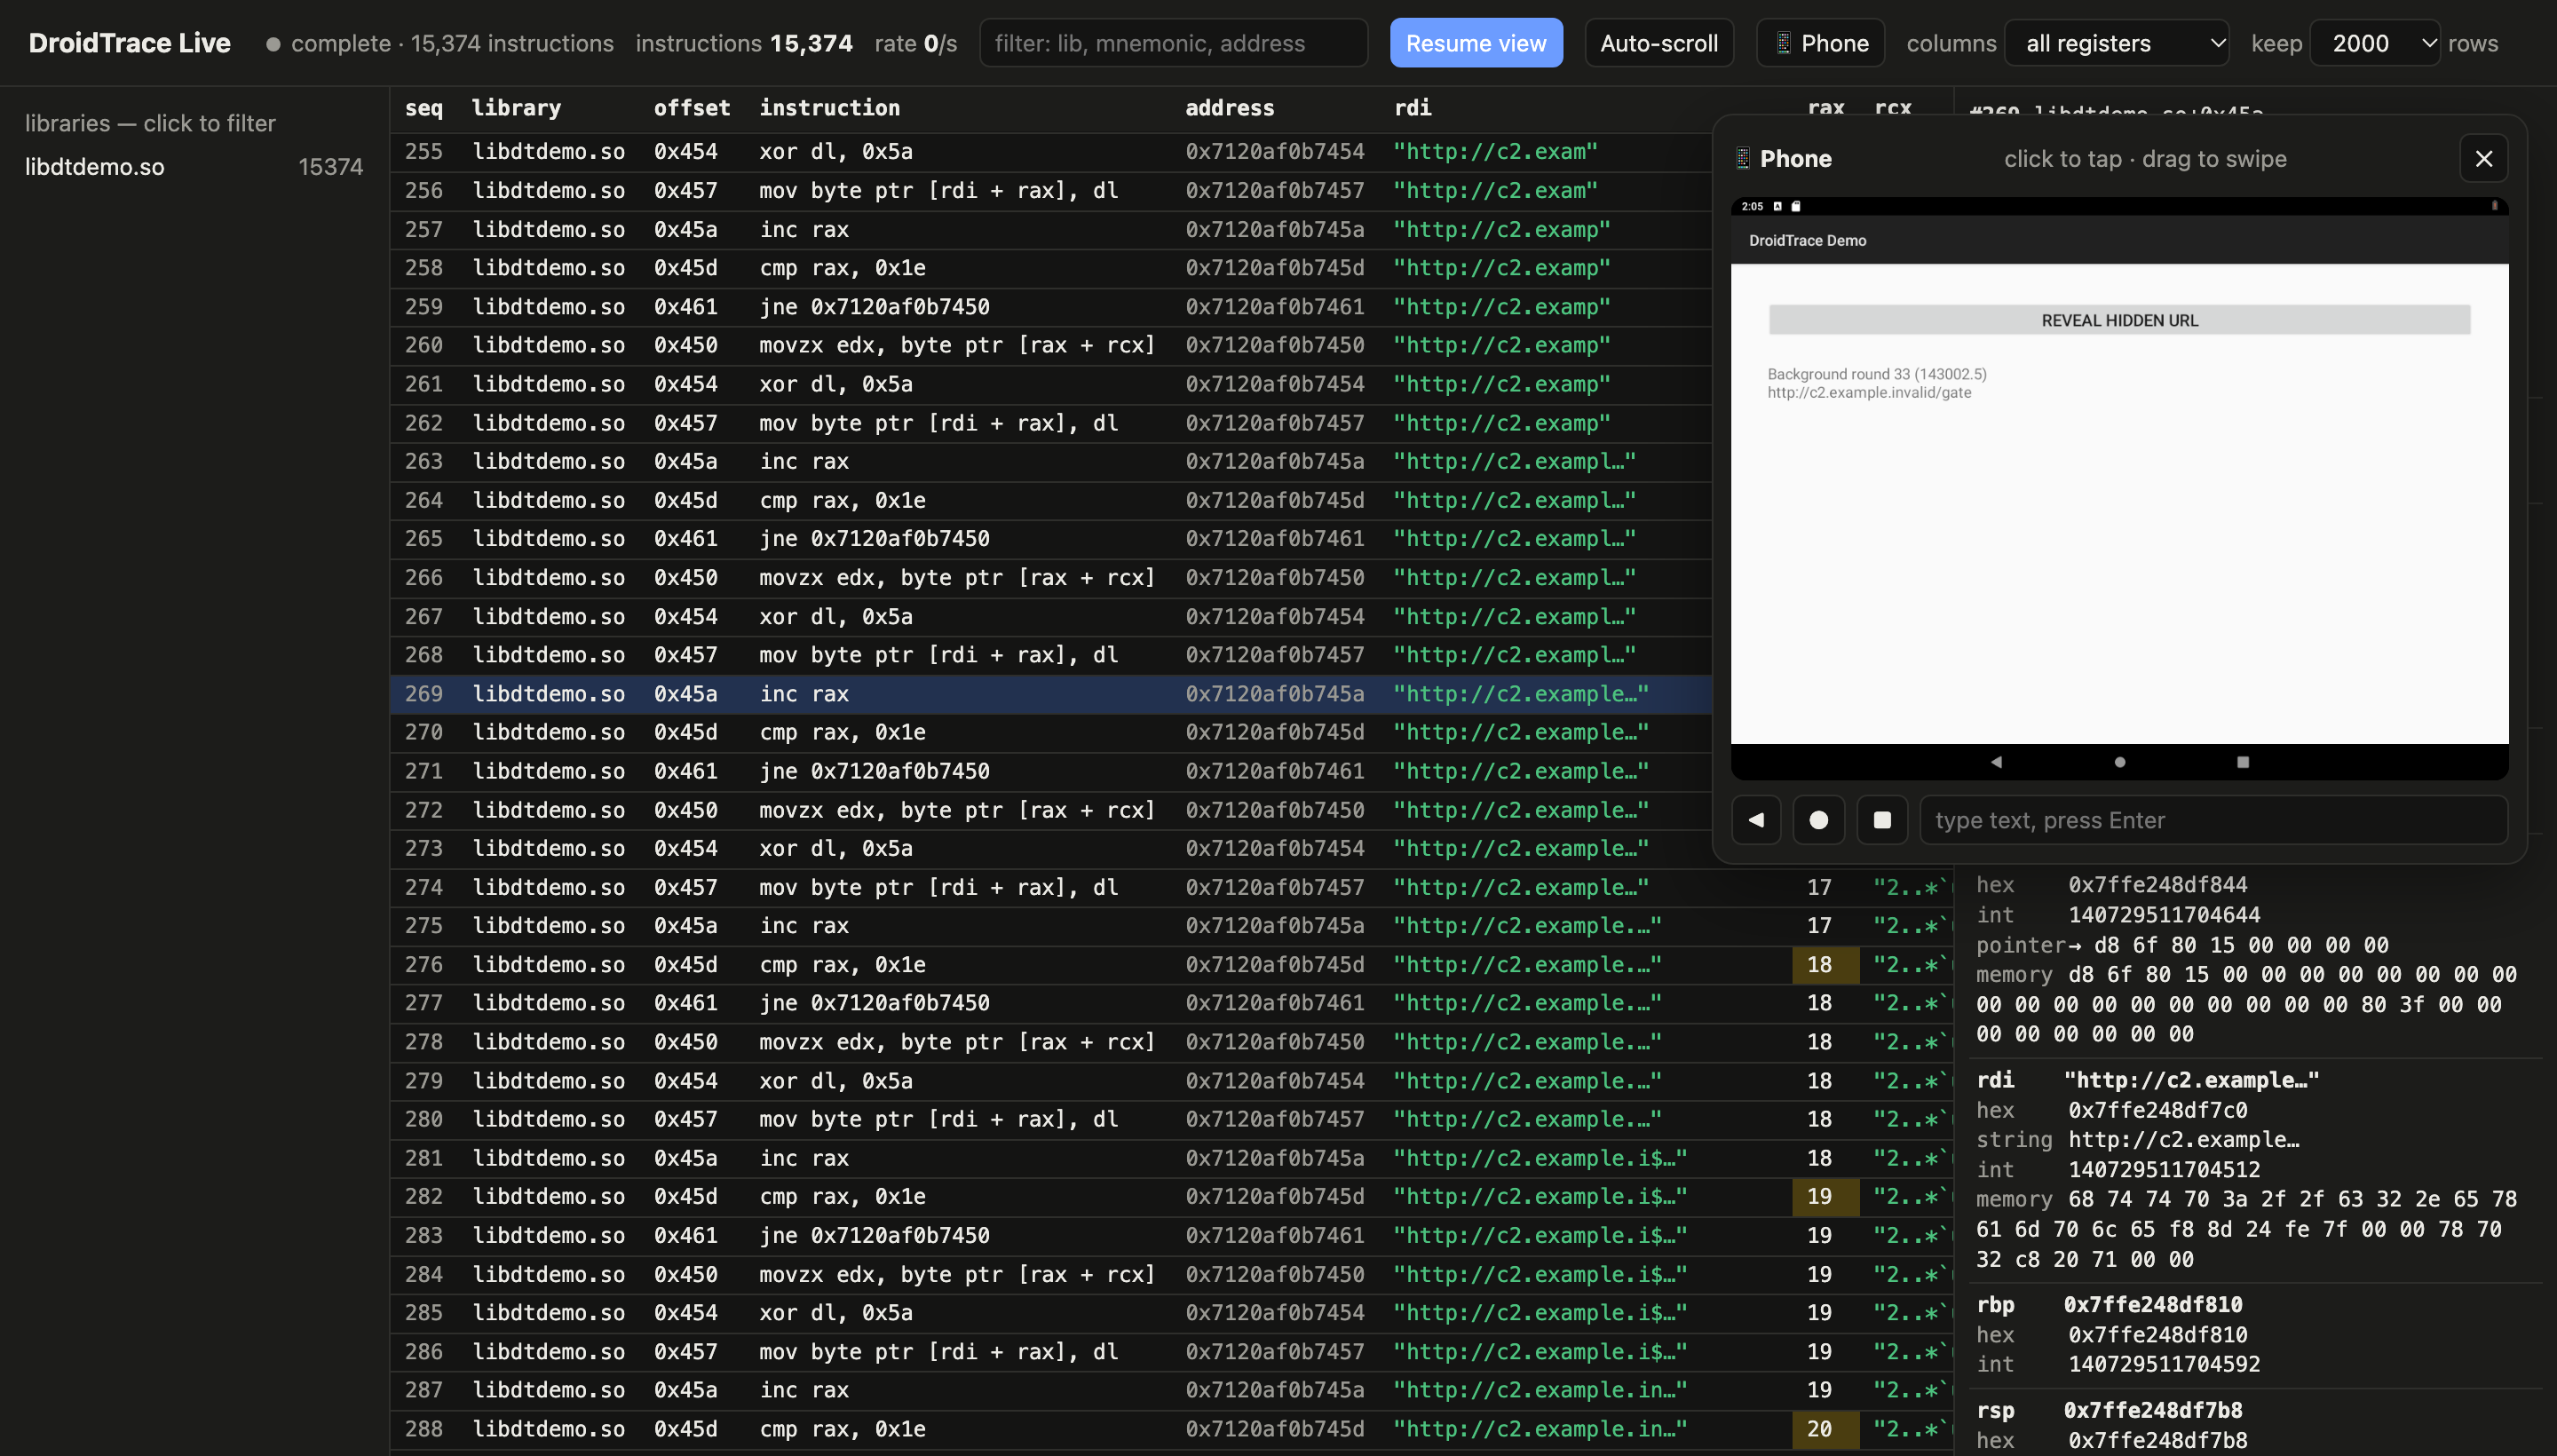 DroidTrace Live ● complete · 15,374 instructions instructions 15,374 rate 0/s filter: lib, mnemonic, address Resume view Auto-scroll Phone columns all registers keep 2000 rows
libraries — click to filter
libdtdemo.so 15374
seq library offset instruction address rdi rax rcx
255 libdtdemo.so 0x454 xor dl, 0x5a 0x7120af0b7454 "http://c2.exam"
256 libdtdemo.so 0x457 mov byte ptr [rdi + rax], dl 0x7120af0b7457 "http://c2.exam"
257 libdtdemo.so 0x45a inc rax 0x7120af0b745a "http://c2.examp"
258 libdtdemo.so 0x45d cmp rax, 0x1e 0x7120af0b745d "http://c2.examp"
259 libdtdemo.so 0x461 jne 0x7120af0b7450 0x7120af0b7461 "http://c2.examp"
260 libdtdemo.so 0x450 movzx edx, byte ptr [rax + rcx] 0x7120af0b7450 "http://c2.examp"
261 libdtdemo.so 0x454 xor dl, 0x5a 0x7120af0b7454 "http://c2.examp"
262 libdtdemo.so 0x457 mov byte ptr [rdi + rax], dl 0x7120af0b7457 "http://c2.examp"
263 libdtdemo.so 0x45a inc rax 0x7120af0b745a "http://c2.exampl…"
264 libdtdemo.so 0x45d cmp rax, 0x1e 0x7120af0b745d "http://c2.exampl…"
265 libdtdemo.so 0x461 jne 0x7120af0b7450 0x7120af0b7461 "http://c2.exampl…"
266 libdtdemo.so 0x450 movzx edx, byte ptr [rax + rcx] 0x7120af0b7450 "http://c2.exampl…"
267 libdtdemo.so 0x454 xor dl, 0x5a 0x7120af0b7454 "http://c2.exampl…"
268 libdtdemo.so 0x457 mov byte ptr [rdi + rax], dl 0x7120af0b7457 "http://c2.exampl…"
269 libdtdemo.so 0x45a inc rax 0x7120af0b745a "http://c2.example…"
270 libdtdemo.so 0x45d cmp rax, 0x1e 0x7120af0b745d "http://c2.example…"
271 libdtdemo.so 0x461 jne 0x7120af0b7450 0x7120af0b7461 "http://c2.example…"
272 libdtdemo.so 0x450 movzx edx, byte ptr [rax + rcx] 0x7120af0b7450 "http://c2.example…"
273 libdtdemo.so 0x454 xor dl, 0x5a 0x7120af0b7454 "http://c2.example…"
274 libdtdemo.so 0x457 mov byte ptr [rdi + rax], dl 0x7120af0b7457 "http://c2.example…" 17 "2..*`
275 libdtdemo.so 0x45a inc rax 0x7120af0b745a "http://c2.example.…" 17 "2..*`
276 libdtdemo.so 0x45d cmp rax, 0x1e 0x7120af0b745d "http://c2.example.…" 18 "2..*`
277 libdtdemo.so 0x461 jne 0x7120af0b7450 0x7120af0b7461 "http://c2.example.…" 18 "2..*`
278 libdtdemo.so 0x450 movzx edx, byte ptr [rax + rcx] 0x7120af0b7450 "http://c2.example.…" 18 "2..*`
279 libdtdemo.so 0x454 xor dl, 0x5a 0x7120af0b7454 "http://c2.example.…" 18 "2..*`
280 libdtdemo.so 0x457 mov byte ptr [rdi + rax], dl 0x7120af0b7457 "http://c2.example.…" 18 "2..*`
281 libdtdemo.so 0x45a inc rax 0x7120af0b745a "http://c2.example.i$…" 18 "2..*`
282 libdtdemo.so 0x45d cmp rax, 0x1e 0x7120af0b745d "http://c2.example.i$…" 19 "2..*`
283 libdtdemo.so 0x461 jne 0x7120af0b7450 0x7120af0b7461 "http://c2.example.i$…" 19 "2..*`
284 libdtdemo.so 0x450 movzx edx, byte ptr [rax + rcx] 0x7120af0b7450 "http://c2.example.i$…" 19 "2..*`
285 libdtdemo.so 0x454 xor dl, 0x5a 0x7120af0b7454 "http://c2.example.i$…" 19 "2..*`
286 libdtdemo.so 0x457 mov byte ptr [rdi + rax], dl 0x7120af0b7457 "http://c2.example.i$…" 19 "2..*`
287 libdtdemo.so 0x45a inc rax 0x7120af0b745a "http://c2.example.in…" 19 "2..*`
288 libdtdemo.so 0x45d cmp rax, 0x1e 0x7120af0b745d "http://c2.example.in…" 20 "2..*`
#269 libdtdemo.so+0x45a
Phone click to tap · drag to swipe
2:05
DroidTrace Demo
REVEAL HIDDEN URL
Background round 33 (143002.5)
http://c2.example.invalid/gate
type text, press Enter
hex 0x7ffe248df844
int 140729511704644
pointer→ d8 6f 80 15 00 00 00 00
memory d8 6f 80 15 00 00 00 00 00 00 00 00
00 00 00 00 00 00 00 00 00 00 80 3f 00 00
00 00 00 00 00 00
rdi "http://c2.example…"
hex 0x7ffe248df7c0
string http://c2.example…
int 140729511704512
memory 68 74 74 70 3a 2f 2f 63 32 2e 65 78
61 6d 70 6c 65 f8 8d 24 fe 7f 00 00 78 70
32 c8 20 71 00 00
rbp 0x7ffe248df810
hex 0x7ffe248df810
int 140729511704592
rsp 0x7ffe248df7b8
hex 0x7ffe248df7b8